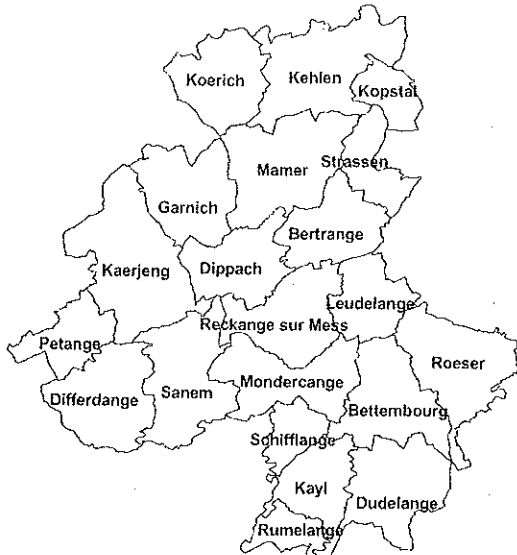 Koerich
Kehlen
Kopstal
Mamer
Strassen
Garnich
Bertrange
Kaerjeng
Dippach
Leudelange
Reckange sur Mess
Petange
Roeser
Differdange
Sanem
Mondercange
Bettembourg
Schifflange
Kayl
Dudelange
Rumelange